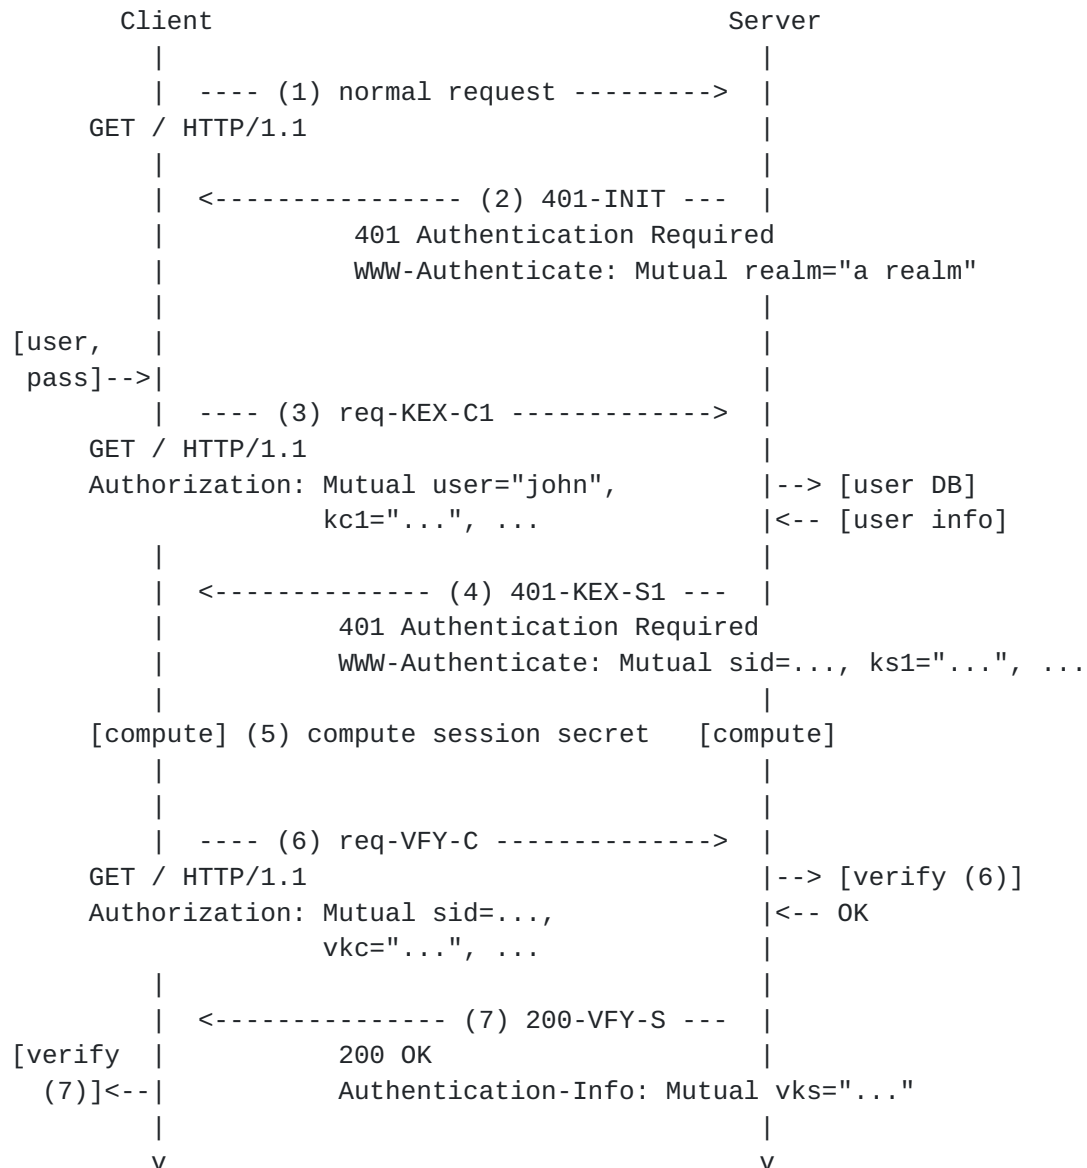 Client                                 Server
|                                       |
|  ---- (1) normal request --------->  |
GET / HTTP/1.1                              |
|                                       |
|  <---------------- (2) 401-INIT ---  |
|            401 Authentication Required
|            WWW-Authenticate: Mutual realm="a realm"
|                                       |
[user,   |                                       |
pass]-->|                                       |
|  ---- (3) req-KEX-C1 ------------->  |
GET / HTTP/1.1                              |
Authorization: Mutual user="john",          |--> [user DB]
kc1="...", ...               |<-- [user info]
|                                       |
|  <-------------- (4) 401-KEX-S1 ---  |
|           401 Authentication Required
|           WWW-Authenticate: Mutual sid=..., ks1="...", ...
|                                       |
[compute] (5) compute session secret   [compute]
|                                       |
|                                       |
|  ---- (6) req-VFY-C -------------->  |
GET / HTTP/1.1                              |--> [verify (6)]
Authorization: Mutual sid=...,              |<-- OK
vkc="...", ...               |
|                                       |
|  <--------------- (7) 200-VFY-S ---  |
[verify  |           200 OK                      |
(7)]<--|           Authentication-Info: Mutual vks="..."
|                                       |
v                                       v